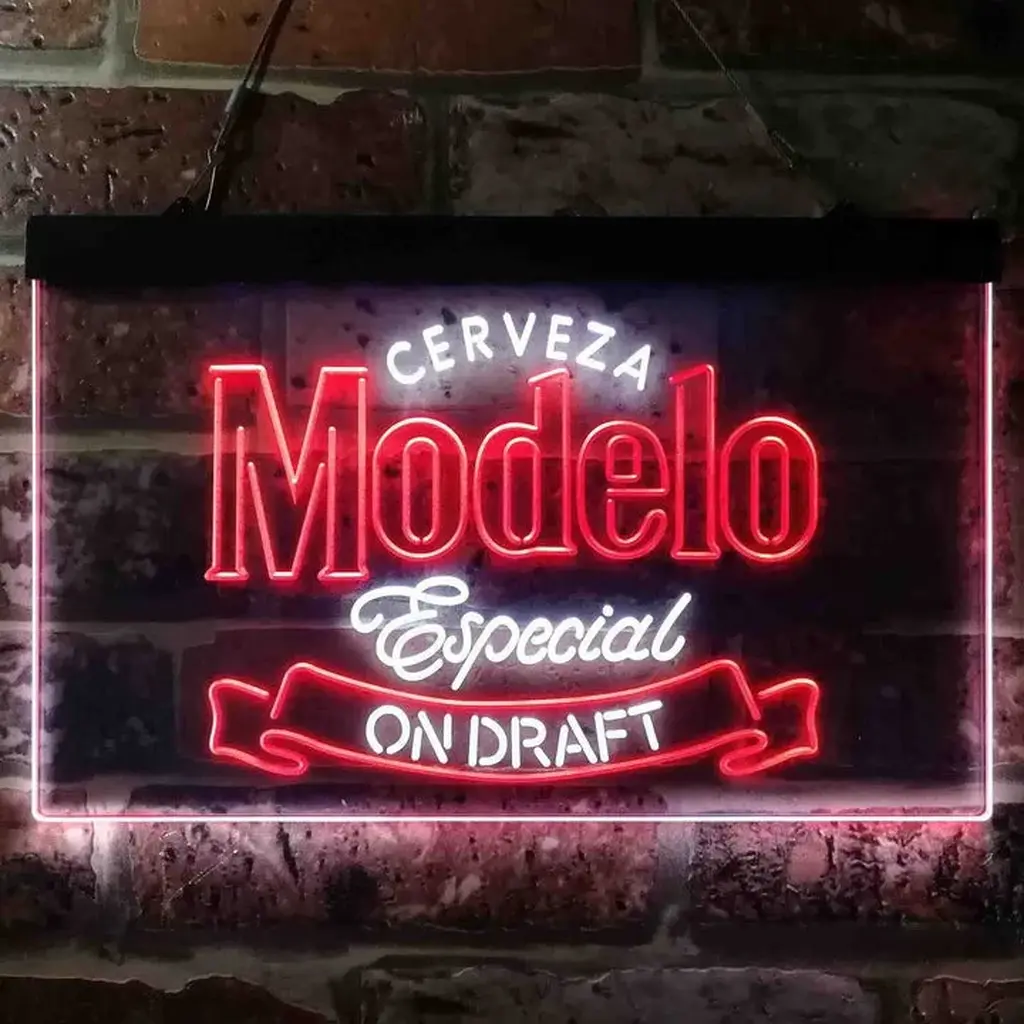 CERVEZA
Modelo
Especial
ON DRAFT